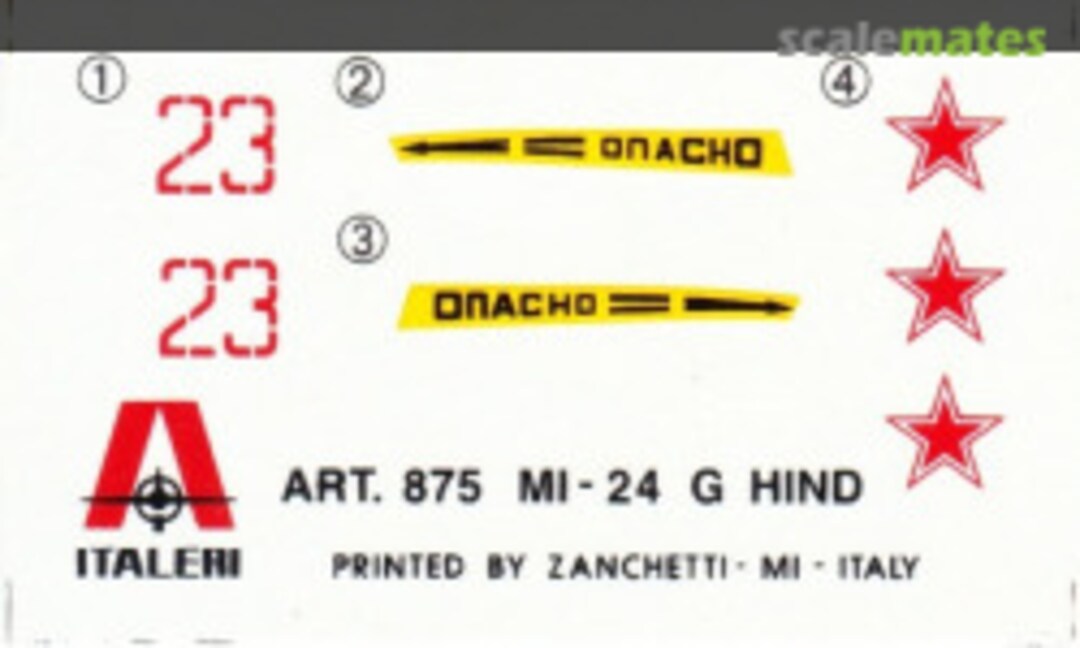 scalemates
① ② ④
23
ОПАСНО
③
23
ОПАСНО
ITALERI
ART. 875 MI-24 G HIND
PRINTED BY ZANCHETTI - MI - ITALY